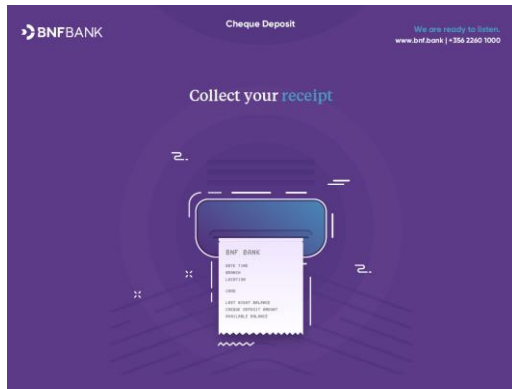 BNFBANK
Cheque Deposit
We are ready to listen.
www.bnf.bank | +356 2260 1000
Collect your receipt
BNF BANK
DATE TIME
BRANCH
LOCATION
CARD
LAST NIGHT BALANCE
CHEQUE DEPOSIT AMOUNT
AVAILABLE BALANCE